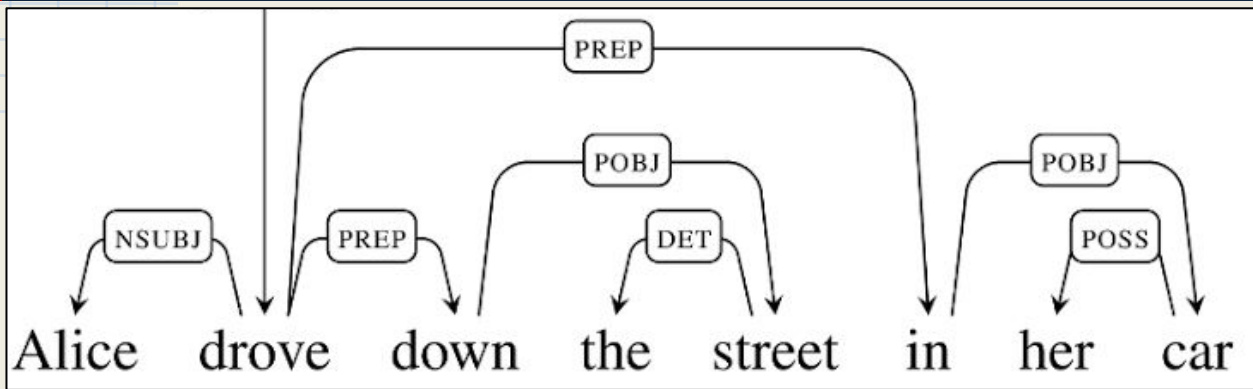 PREP
POBJ
POBJ
NSUBJ PREP DET POSS
Alice drove down the street in her car